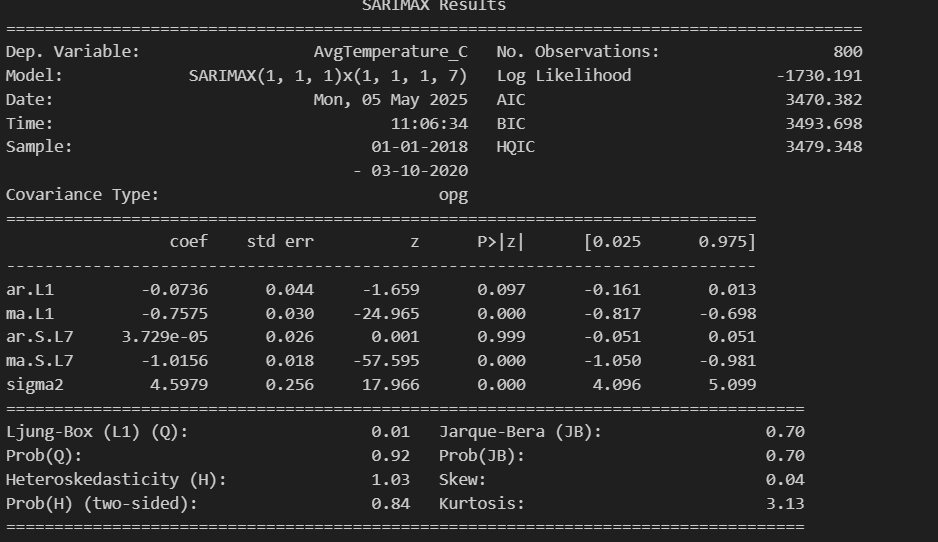 SARIMAX Results
==============================================================================
Dep. Variable: AvgTemperature_C No. Observations: 800
Model: SARIMAX(1, 1, 1)x(1, 1, 1, 7) Log Likelihood -1730.191
Date: Mon, 05 May 2025 AIC 3470.382
Time: 11:06:34 BIC 3493.698
Sample: 01-01-2018 HQIC 3479.348
- 03-10-2020
Covariance Type: opg
==============================================================================
coef std err z P>|z| [0.025 0.975]
------------------------------------------------------------------------------
ar.L1 -0.0736 0.044 -1.659 0.097 -0.161 0.013
ma.L1 -0.7575 0.030 -24.965 0.000 -0.817 -0.698
ar.S.L7 3.729e-05 0.026 0.001 0.999 -0.051 0.051
ma.S.L7 -1.0156 0.018 -57.595 0.000 -1.050 -0.981
sigma2 4.5979 0.256 17.966 0.000 4.096 5.099
==============================================================================
Ljung-Box (L1) (Q): 0.01 Jarque-Bera (JB): 0.70
Prob(Q): 0.92 Prob(JB): 0.70
Heteroskedasticity (H): 1.03 Skew: 0.04
Prob(H) (two-sided): 0.84 Kurtosis: 3.13
==============================================================================